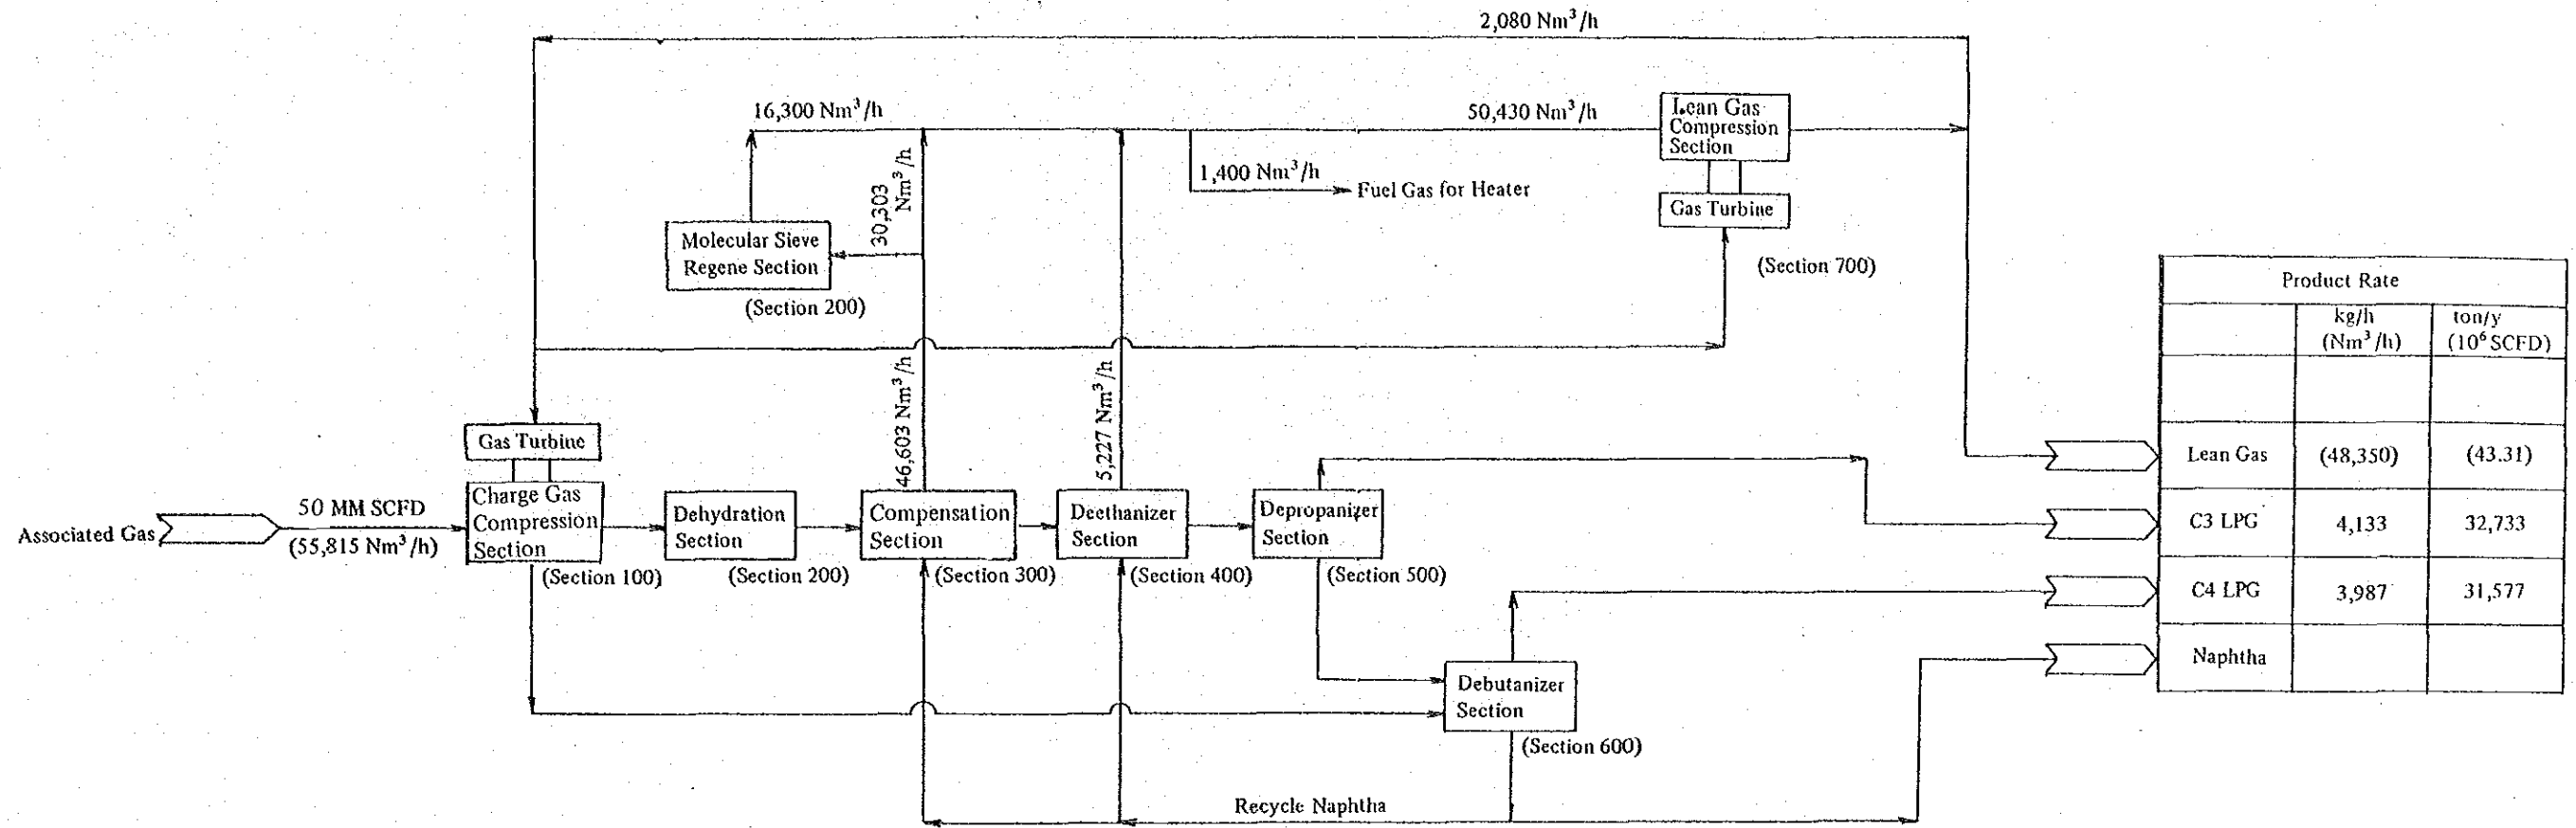 2,080 Nm³/h
16,300 Nm³/h
50,430 Nm³/h
Lean Gas
Compression
Section
30,303
Nm³/h
1,400 Nm³/h
Fuel Gas for Heater
Gas Turbine
(Section 700)
Molecular Sieve
Regene Section
(Section 200)
46,603 Nm³/h
5,227 Nm³/h
Gas Turbine
Associated Gas
50 MM SCFD
(55,815 Nm³/h)
Charge Gas
Compression
Section
(Section 100)
Dehydration
Section
(Section 200)
Compensation
Section
(Section 300)
Deethanizer
Section
(Section 400)
Depropanizer
Section
(Section 500)
Debutanizer
Section
(Section 600)
Recycle Naphtha
Product Rate
kg/h ton/y
(Nm³/h) (10⁶ SCFD)
Lean Gas (48,350) (43.31)
C3 LPG 4,133 32,733
C4 LPG 3,987 31,577
Naphtha